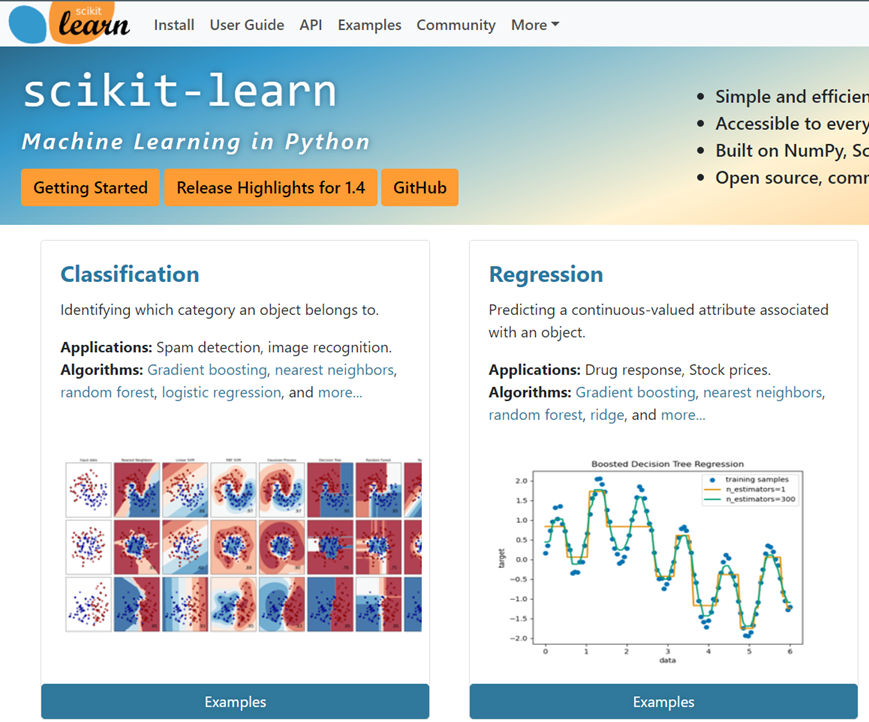 scikit
learn
Install User Guide API Examples Community More
scikit-learn
Machine Learning in Python
Getting Started Release Highlights for 1.4 GitHub
Simple and efficien
Accessible to every
Built on NumPy, Sc
Open source, comm
Classification
Identifying which category an object belongs to.
Applications: Spam detection, image recognition.
Algorithms: Gradient boosting, nearest neighbors,
random forest, logistic regression, and more...
Input data Nearest Neighbors Linear SVM RBF SVM Gaussian Process Decision Tree Random Forest
Examples
Regression
Predicting a continuous-valued attribute associated
with an object.
Applications: Drug response, Stock prices.
Algorithms: Gradient boosting, nearest neighbors,
random forest, ridge, and more...
Boosted Decision Tree Regression
training samples
n_estimators=1
n_estimators=300
target
2.0
1.5
1.0
0.5
0.0
−0.5
−1.0
−1.5
−2.0
0 1 2 3 4 5 6
data
Examples